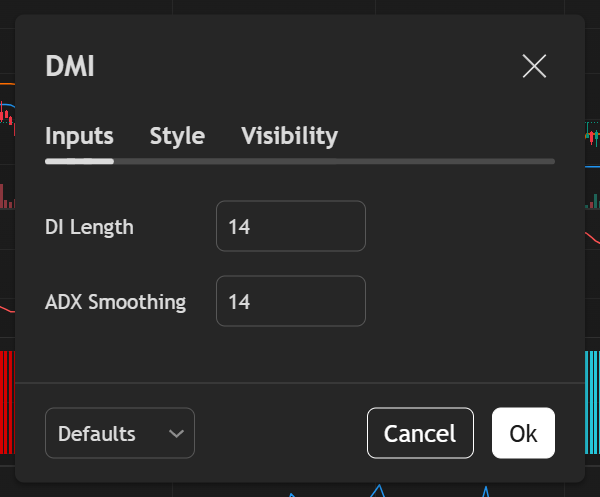 DMI
Inputs Style Visibility
DI Length 14
ADX Smoothing 14
Defaults Cancel Ok